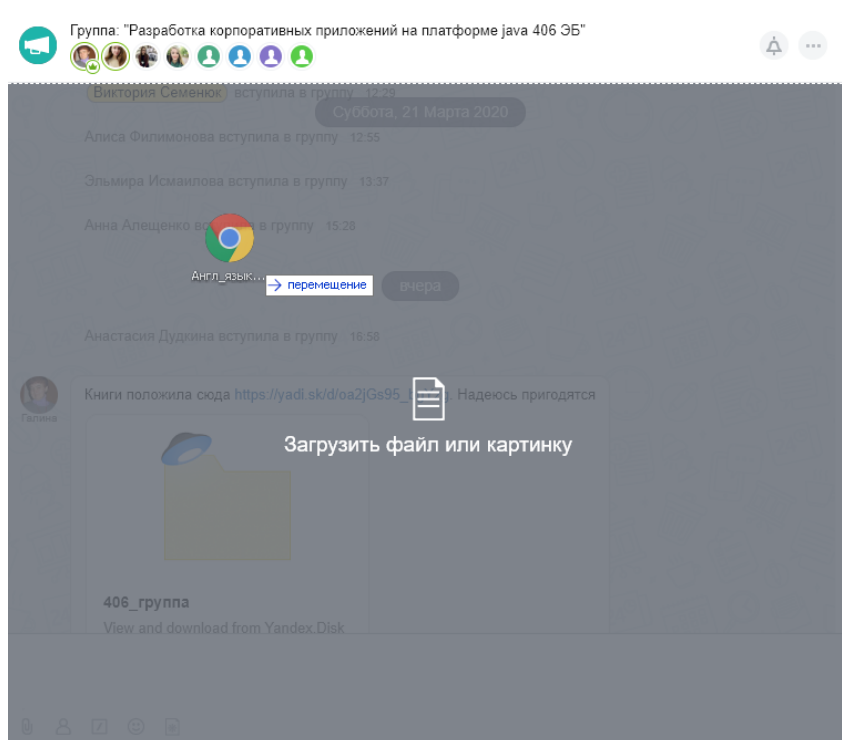 Группа: "Разработка корпоративных приложений на платформе java 406 ЭБ"
Виктория Семенюк вступила в группу 12:29
Суббота, 21 Марта 2020
Алиса Филимонова вступила в группу 12:55
Эльмира Исмаилова вступила в группу 13:37
Анна Алещенко в группу 15:28
Англ_язык...
перемещение
вчера
Анастасия Дудкина вступила в группу 16:58
Галина
Книги положила сюда https://yadi.sk/d/oa2jGs95_ Надеюсь пригодятся
Загрузить файл или картинку
406_группа
View and download from Yandex.Disk